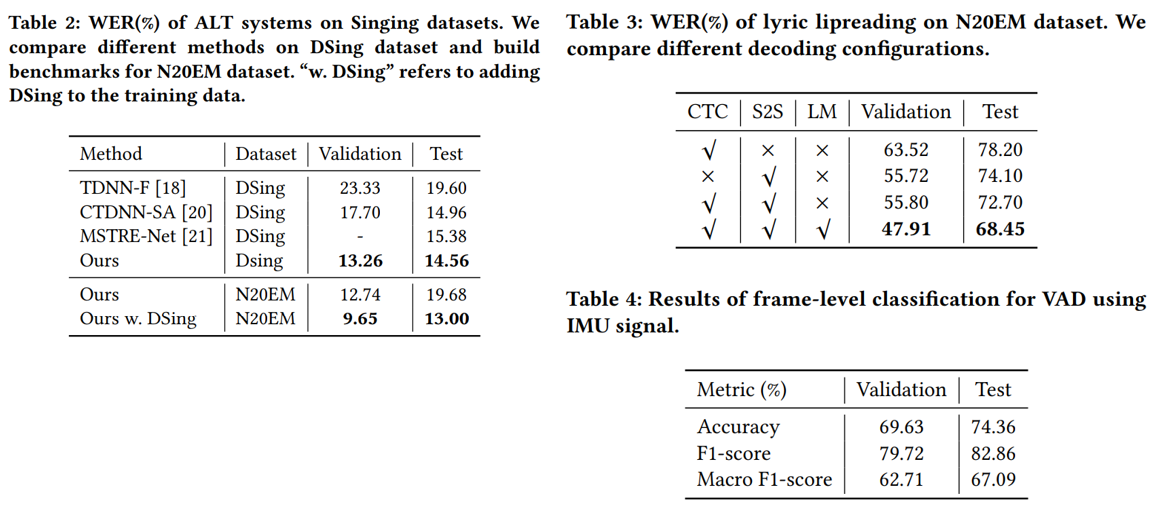 Table 2: WER(%) of ALT systems on Singing datasets. We
compare different methods on DSing dataset and build
benchmarks for N20EM dataset. “w. DSing” refers to adding
DSing to the training data.
Method Dataset Validation Test
TDNN-F [18] DSing 23.33 19.60
CTDNN-SA [20] DSing 17.70 14.96
MSTRE-Net [21] DSing - 15.38
Ours Dsing 13.26 14.56
Ours N20EM 12.74 19.68
Ours w. DSing N20EM 9.65 13.00
Table 3: WER(%) of lyric lipreading on N20EM dataset. We
compare different decoding configurations.
CTC S2S LM Validation Test
√ × × 63.52 78.20
× √ × 55.72 74.10
√ √ × 55.80 72.70
√ √ √ 47.91 68.45
Table 4: Results of frame-level classification for VAD using
IMU signal.
Metric (%) Validation Test
Accuracy 69.63 74.36
F1-score 79.72 82.86
Macro F1-score 62.71 67.09